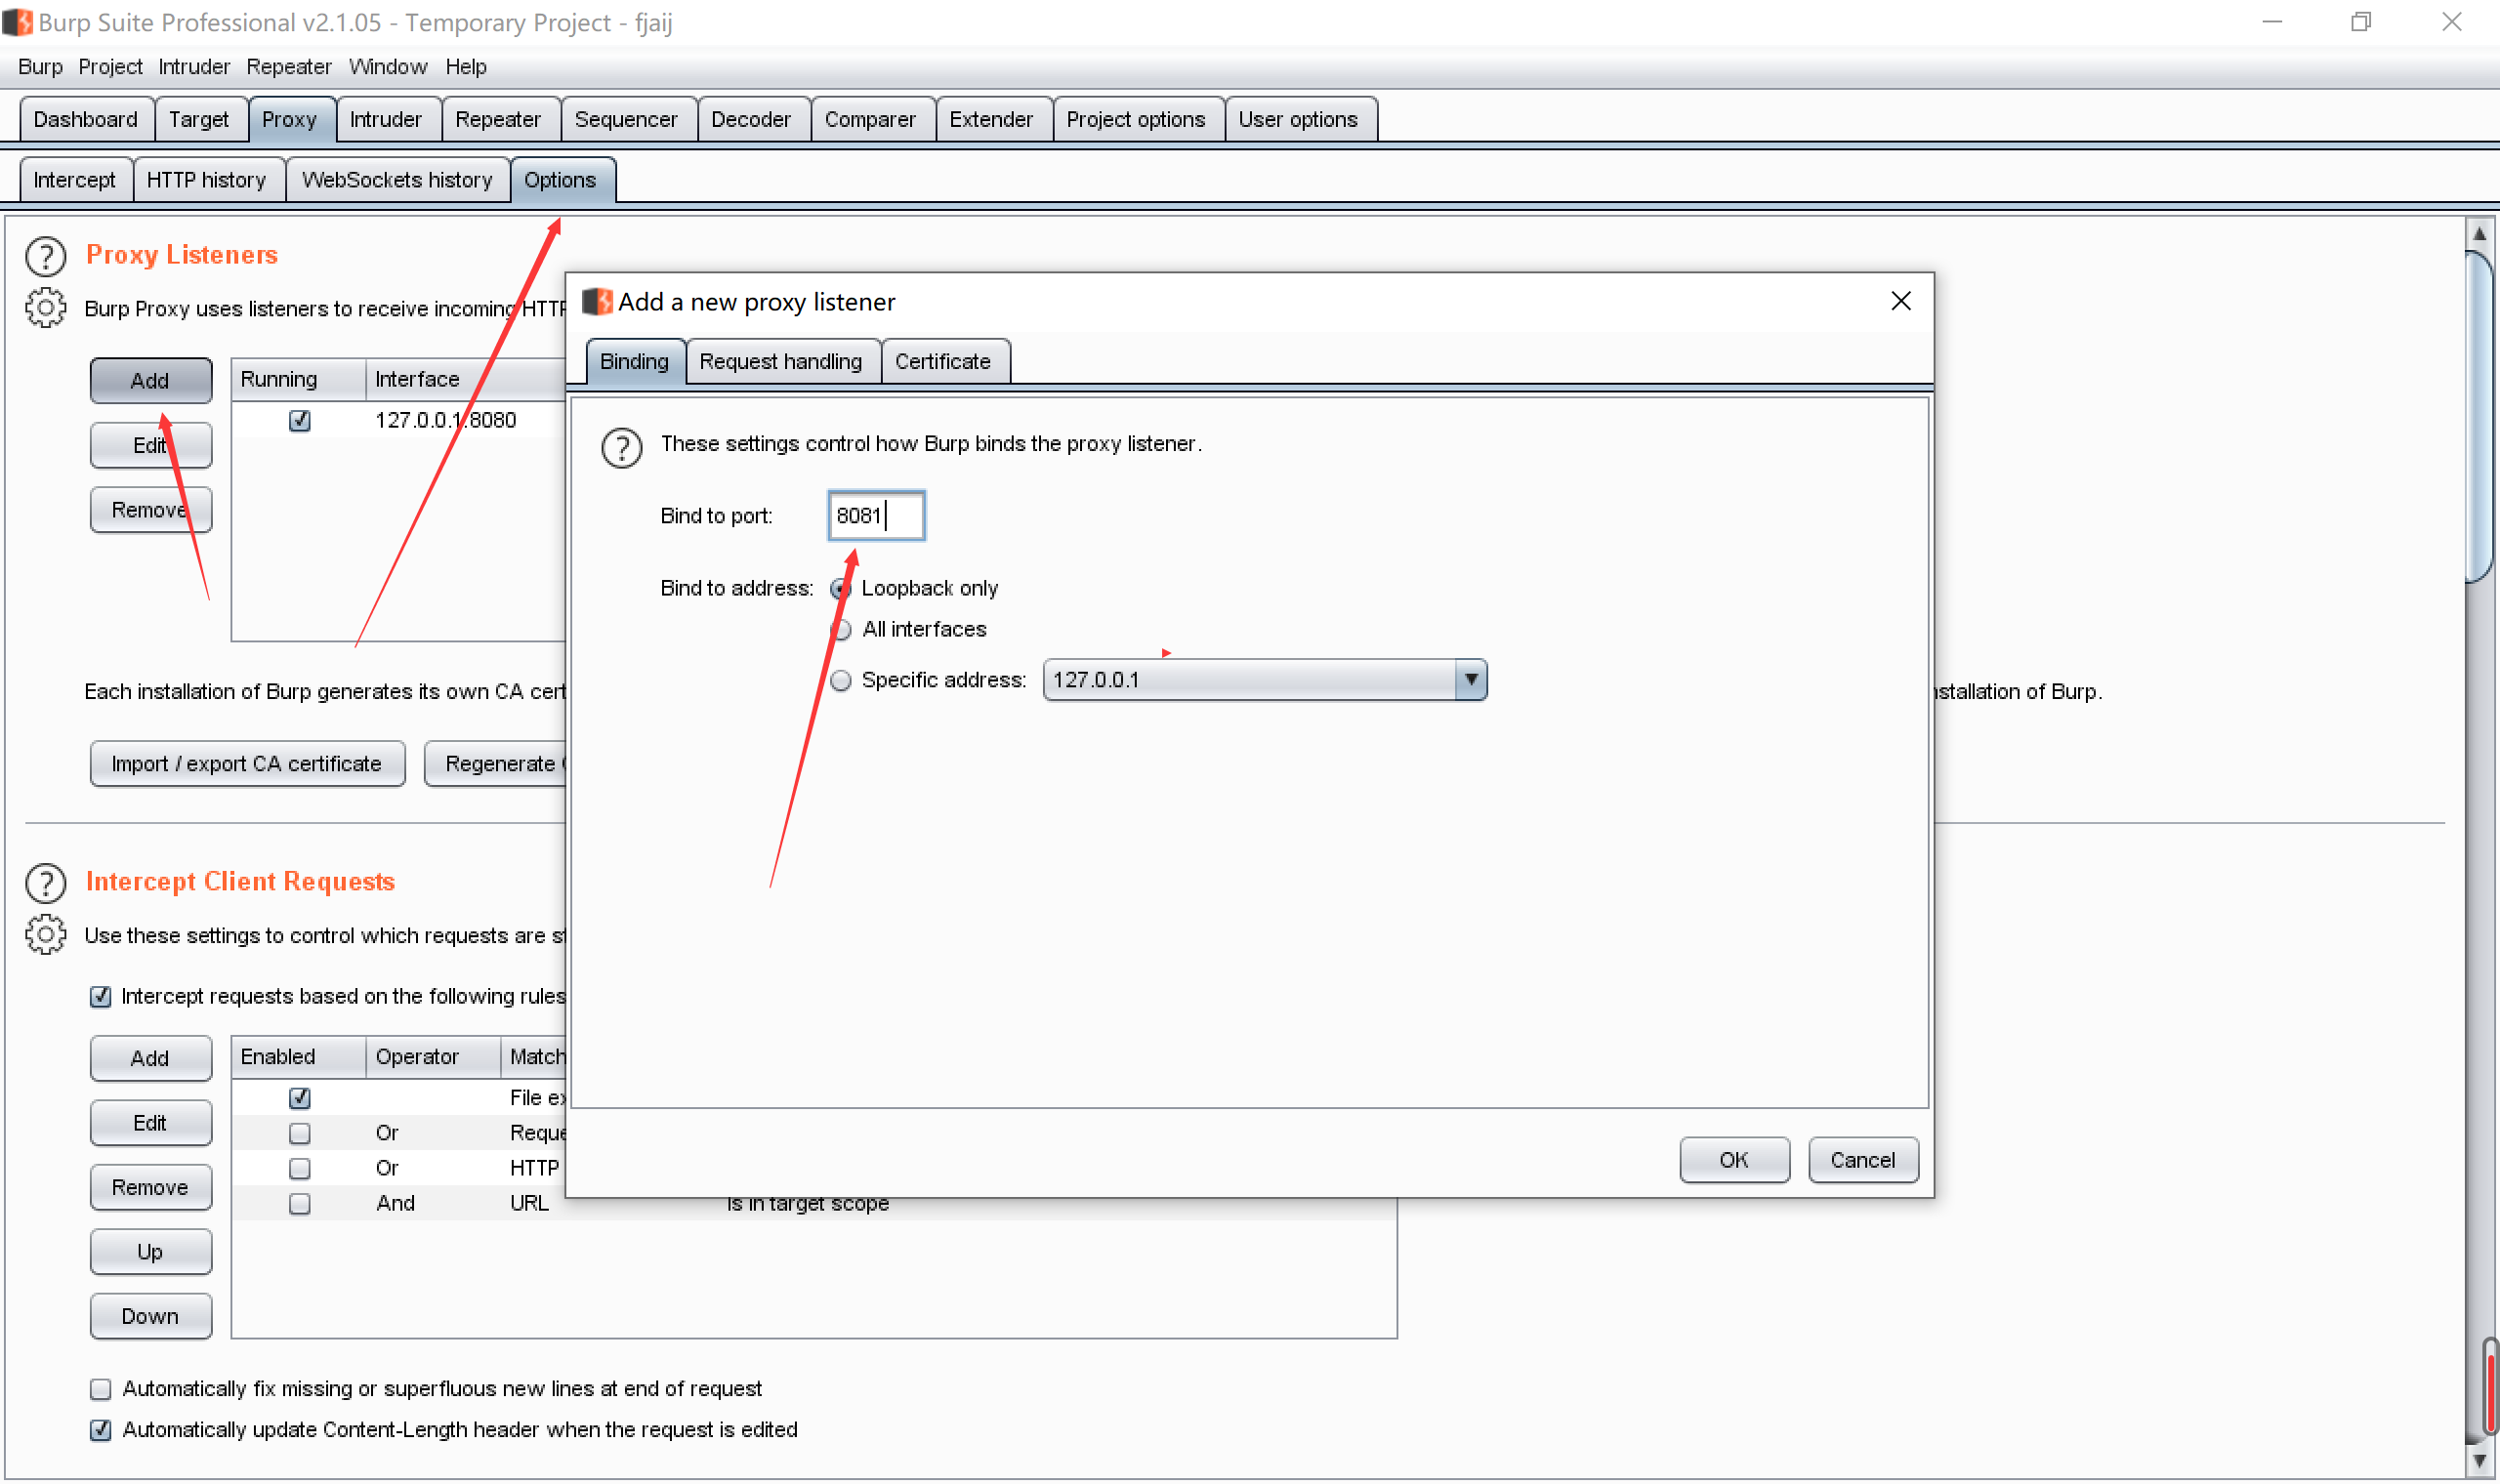 Burp Suite Professional v2.1.05 - Temporary Project - fjaij
Burp Project Intruder Repeater Window Help
Dashboard Target Proxy Intruder Repeater Sequencer Decoder Comparer Extender Project options User options
Intercept HTTP history WebSockets history Options
? Proxy Listeners
Burp Proxy uses listeners to receive incoming HTTP
Add
Edit
Remove
Running Interface
127.0.0.1:8080
Each installation of Burp generates its own CA cert
installation of Burp.
Import / export CA certificate Regenerate
Add a new proxy listener
Binding Request handling Certificate
? These settings control how Burp binds the proxy listener.
Bind to port: 8081
Bind to address: Loopback only
All interfaces
Specific address: 127.0.0.1
OK Cancel
? Intercept Client Requests
Use these settings to control which requests are st
Intercept requests based on the following rules
Add
Edit
Remove
Up
Down
Enabled Operator Match
File ex
Or Reque
Or HTTP
And URL Is in target scope
Automatically fix missing or superfluous new lines at end of request
Automatically update Content-Length header when the request is edited